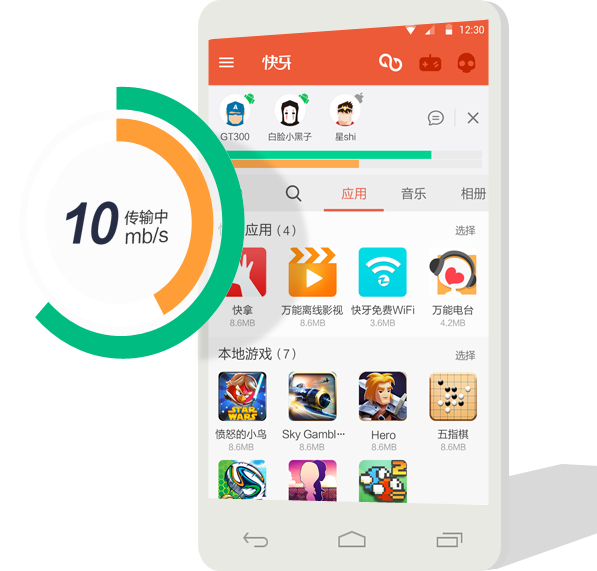 12:30
快牙
GT300
白脸小黑子
星shi
10
传输中
mb/s
应用
音乐
相册
应用 (4)
选择
快拿
万能离线影视
快牙免费WiFi
万能电台
8.6MB
8.6MB
3.6MB
4.2MB
本地游戏 (7)
选择
STAR WARS
愤怒的小鸟
Sky Gambl···
Hero
五指棋
8.6MB
8.6MB
8.6MB
8.6MB
2